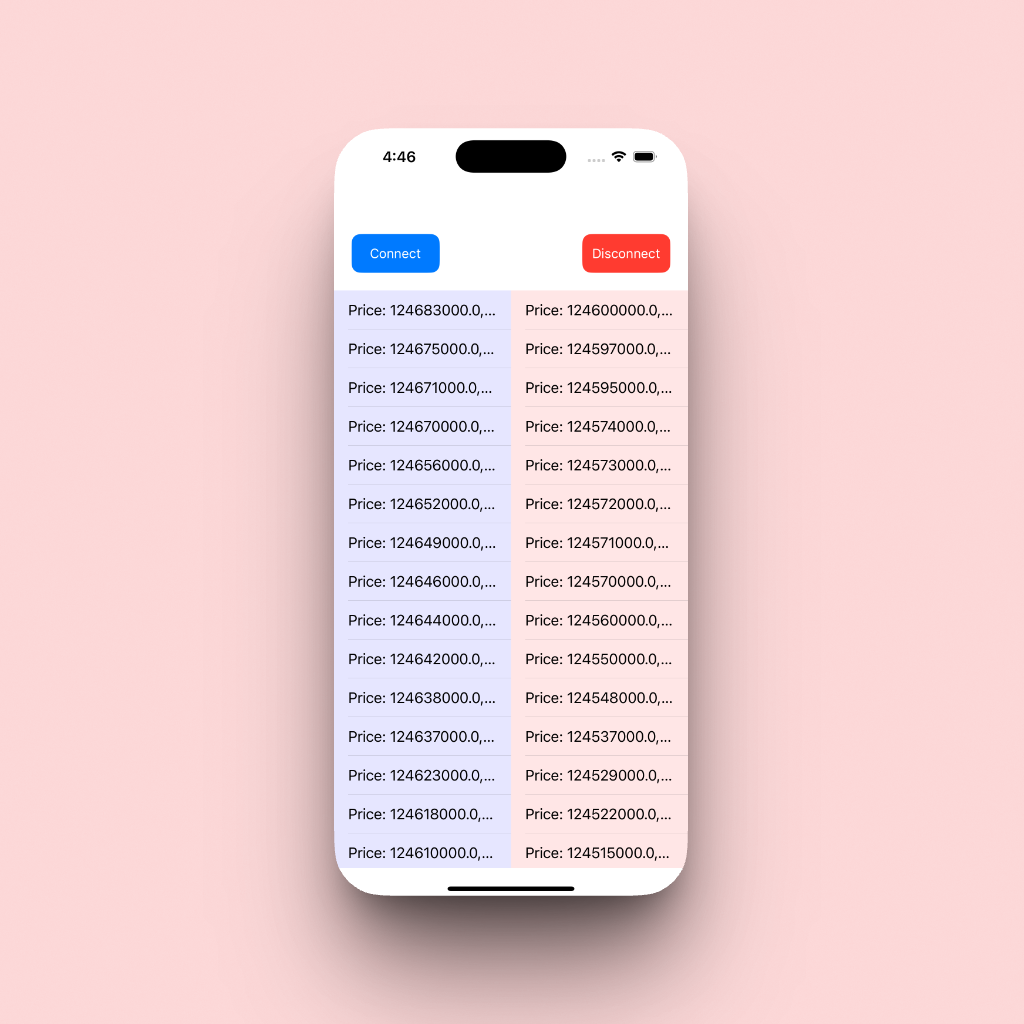 4:46
Connect Disconnect
Price: 124683000.0,... Price: 124600000.0,...
Price: 124675000.0,... Price: 124597000.0,...
Price: 124671000.0,... Price: 124595000.0,...
Price: 124670000.0,... Price: 124574000.0,...
Price: 124656000.0,... Price: 124573000.0,...
Price: 124652000.0,... Price: 124572000.0,...
Price: 124649000.0,... Price: 124571000.0,...
Price: 124646000.0,... Price: 124570000.0,...
Price: 124644000.0,... Price: 124560000.0,...
Price: 124642000.0,... Price: 124550000.0,...
Price: 124638000.0,... Price: 124548000.0,...
Price: 124637000.0,... Price: 124537000.0,...
Price: 124623000.0,... Price: 124529000.0,...
Price: 124618000.0,... Price: 124522000.0,...
Price: 124610000.0,... Price: 124515000.0,...